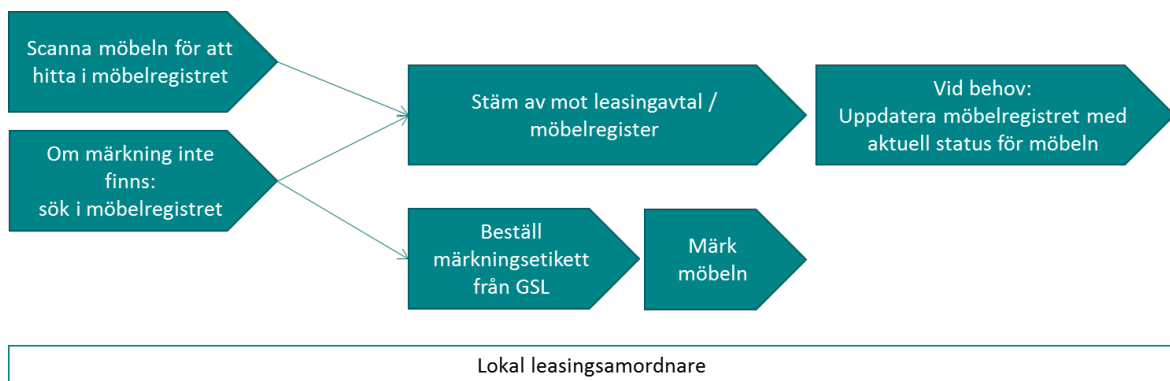 Scanna möbeln för att
hitta i möbelregistret
Om märkning inte
finns:
sök i möbelregistret
Stäm av mot leasingavtal /
möbelregister
Vid behov:
Uppdatera möbelregistret med
aktuell status för möbeln
Beställ
märkningsetikett
från GSL
Märk
möbeln
Lokal leasingsamordnare